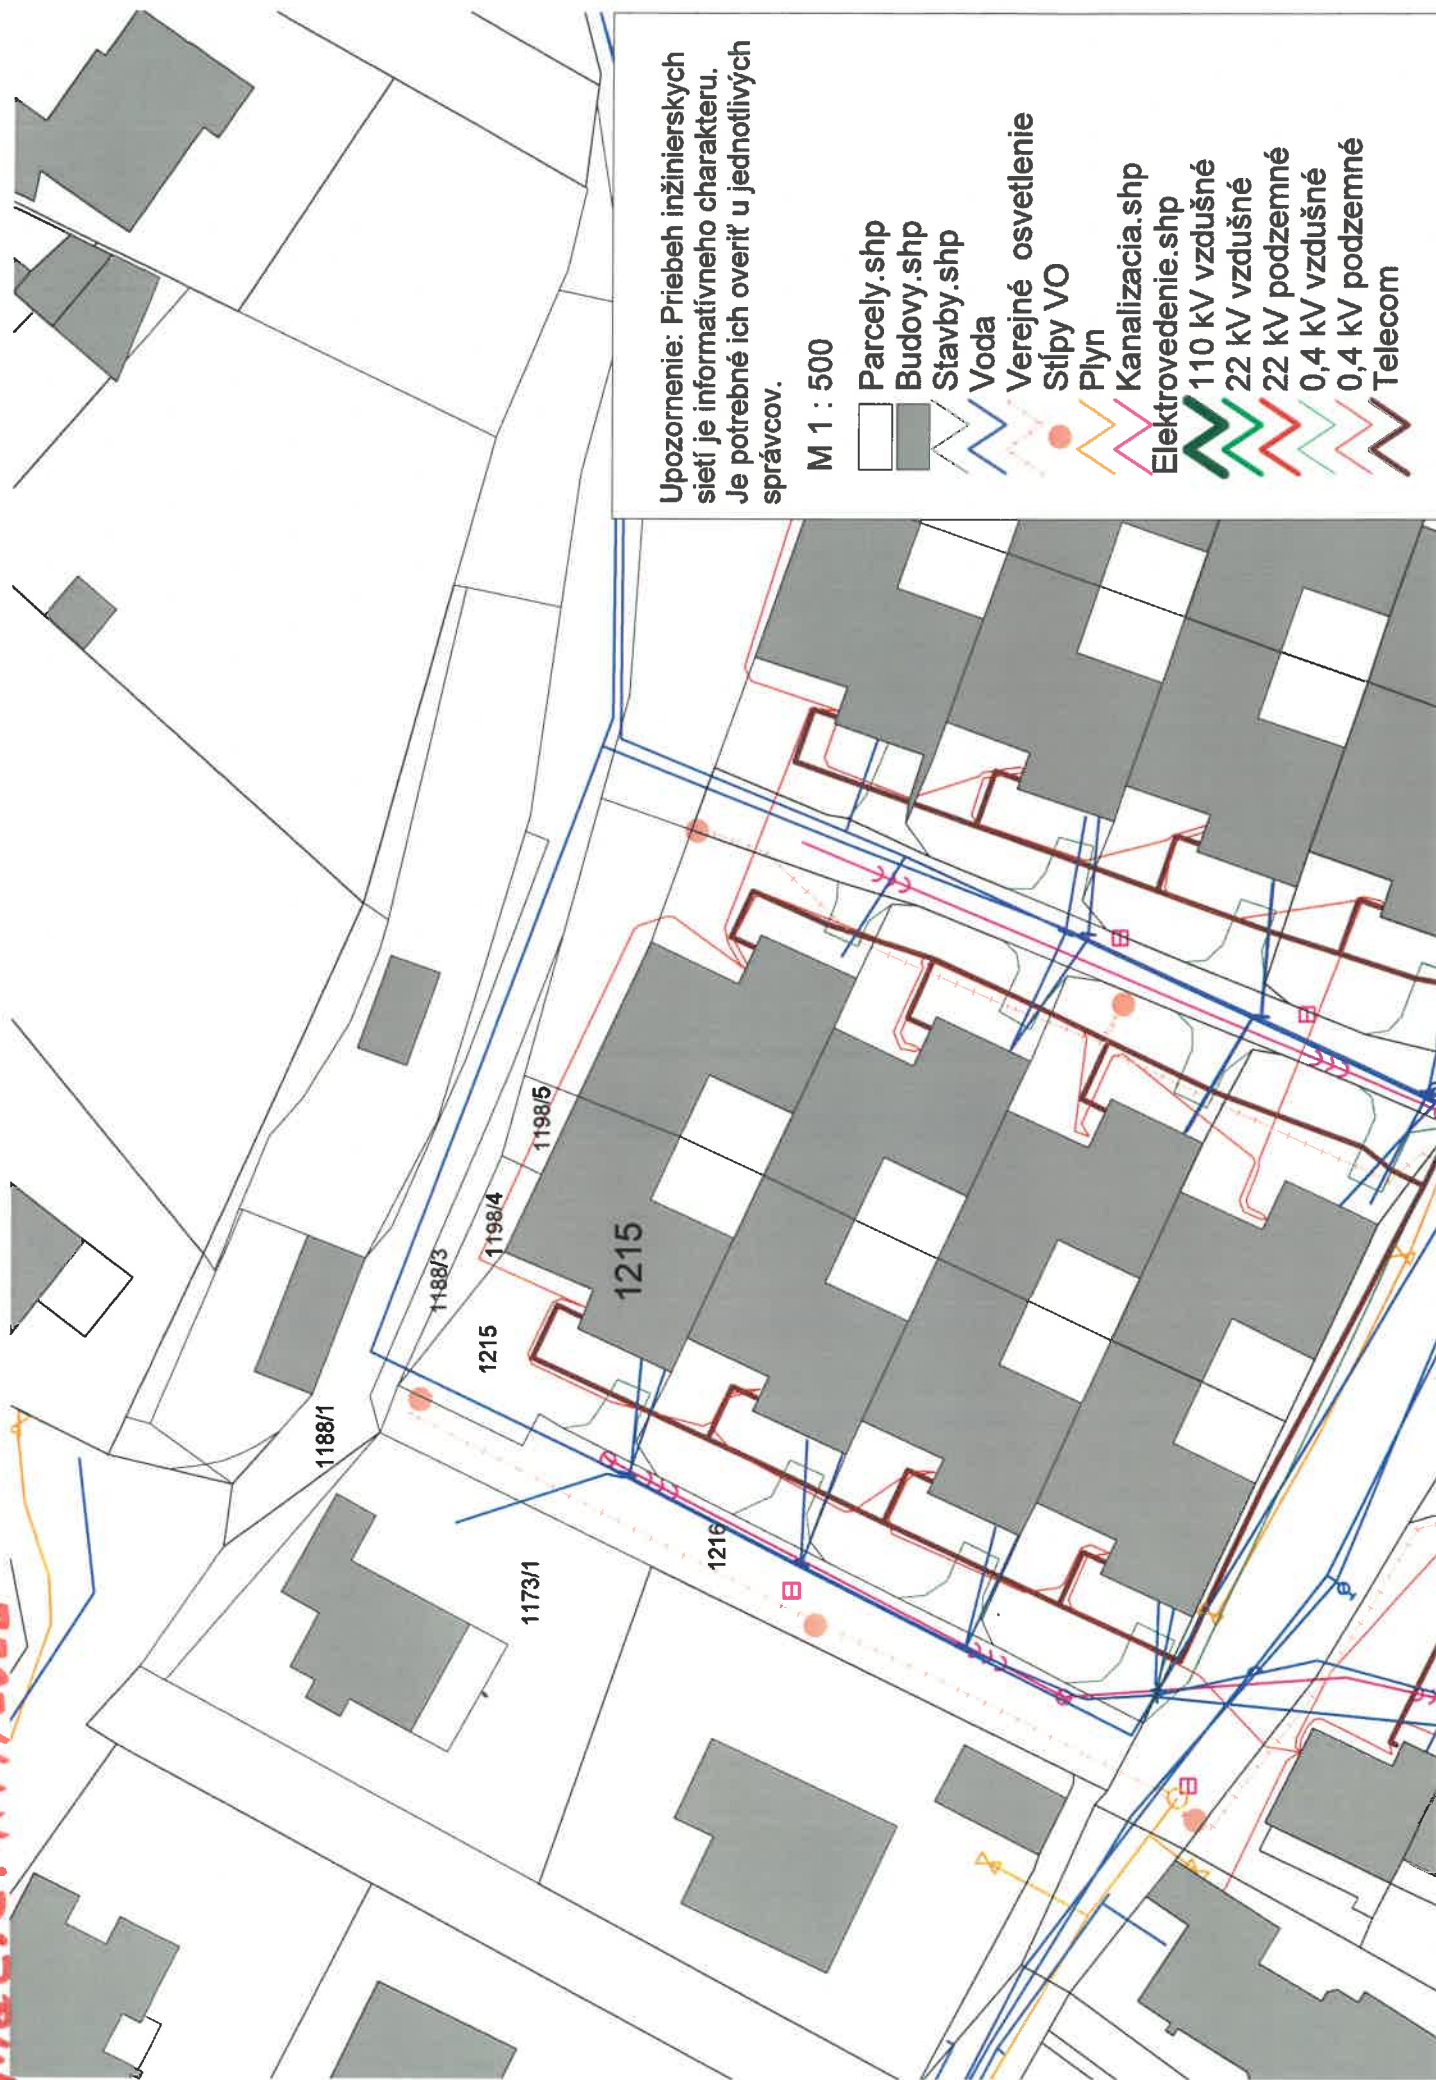 Upozornenie: Priebeh inžinierskych
sietí je informatívneho charakteru.
Je potrebné ich overiť u jednotlivých
správcov.
M 1 : 500
Parcely.shp
Budovy.shp
Stavby.shp
Voda
Verejné osvetlenie
Stĺpy VO
Plyn
Kanalizacia.shp
Elektrovedenie.shp
110 kV vzdušné
22 kV vzdušné
22 kV podzemné
0,4 kV vzdušné
0,4 kV podzemné
Telecom
1188/1
1188/3
1198/4
1198/5
1215
1215
1173/1
1216